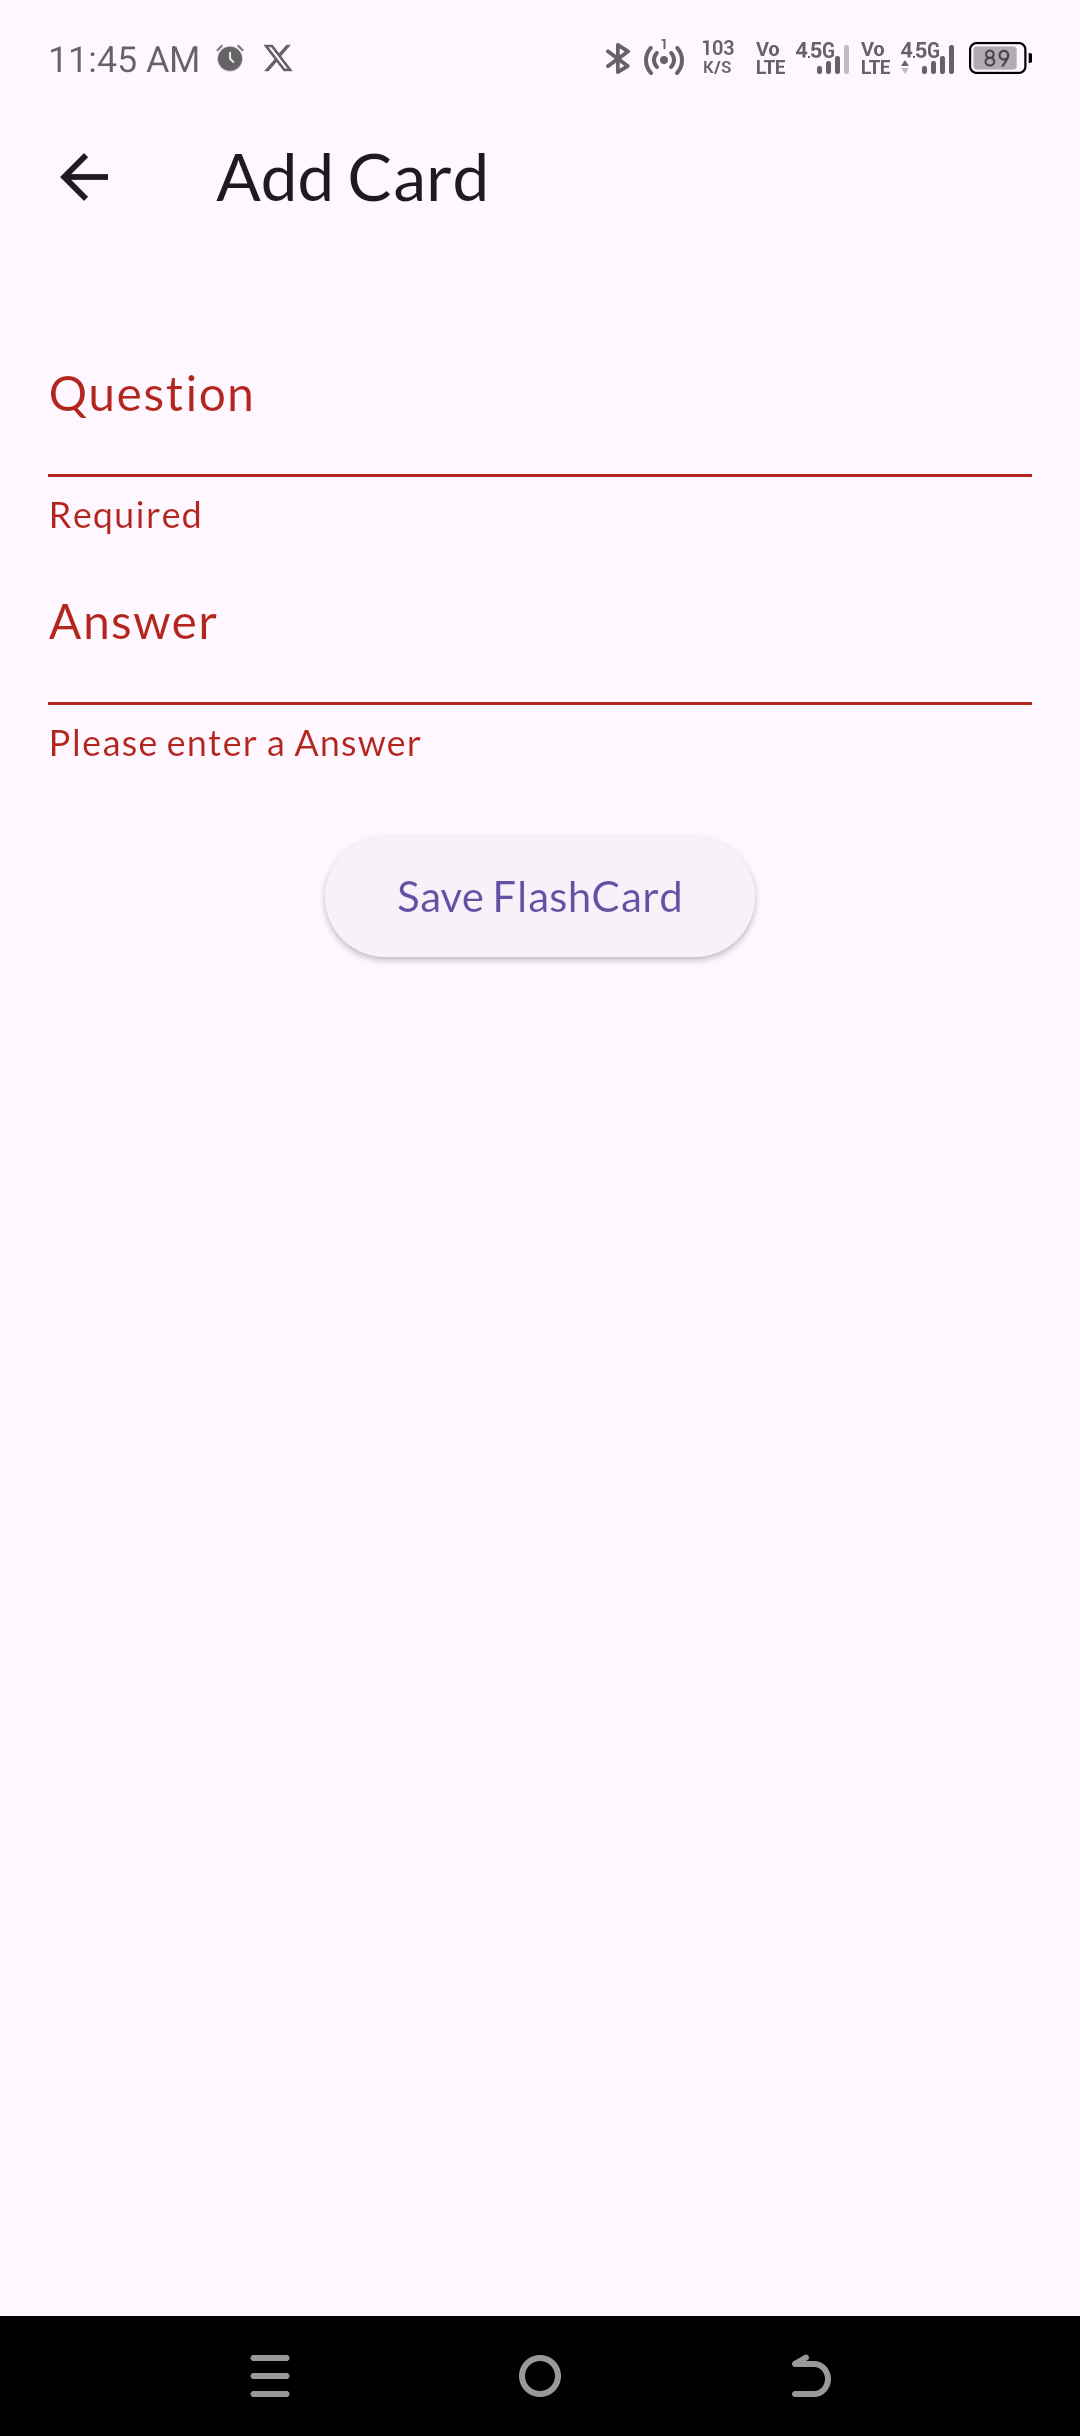 11:45 AM
1
103 K/S
Vo LTE 4.5G
Vo LTE 4.5G
89
Add Card
Question
Required
Answer
Please enter a Answer
Save FlashCard